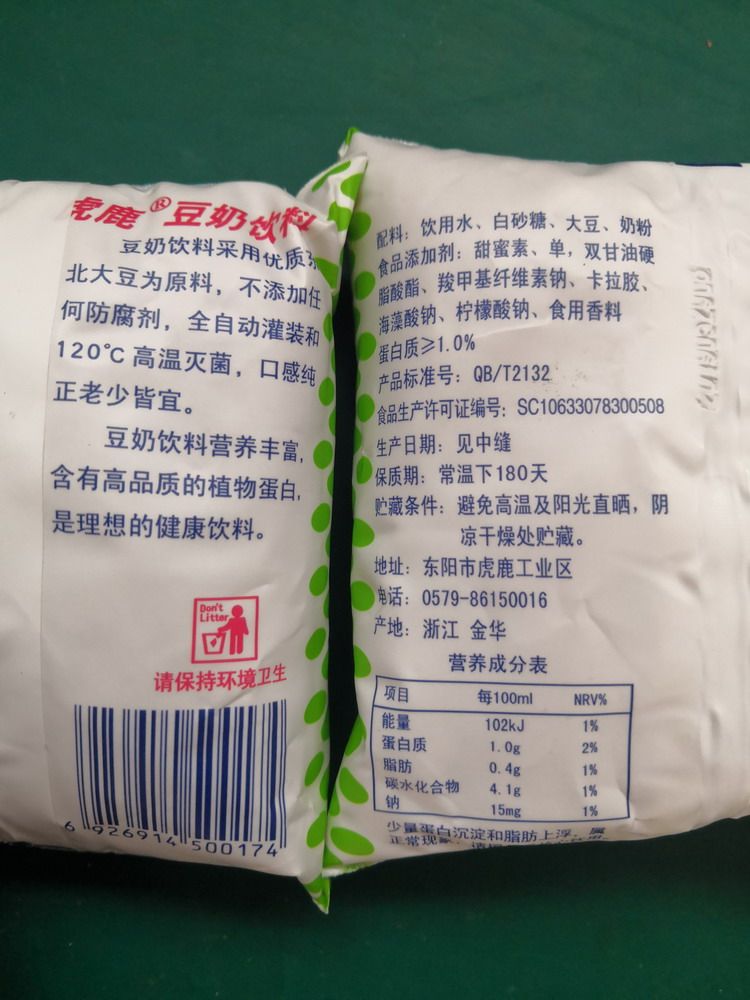 虎鹿®豆奶饮料
豆奶饮料采用优质东
北大豆为原料，不添加任
何防腐剂，全自动灌装和
120℃高温灭菌，口感纯
正老少皆宜。
豆奶饮料营养丰富，
含有高品质的植物蛋白，
是理想的健康饮料。
Don't
Litter
请保持环境卫生
6 926914 500174
配料：饮用水、白砂糖、大豆、奶粉
食品添加剂：甜蜜素、单，双甘油硬
脂酸酯、羧甲基纤维素钠、卡拉胶、
海藻酸钠、柠檬酸钠、食用香料
蛋白质≥1.0%
产品标准号：QB/T2132
食品生产许可证编号：SC10633078300508
生产日期：见中缝
保质期：常温下180天
贮藏条件：避免高温及阳光直晒，阴
凉干燥处贮藏。
地址：东阳市虎鹿工业区
电话：0579-86150016
产地：浙江 金华
营养成分表
项目 每100ml NRV%
能量 102kJ 1%
蛋白质 1.0g 2%
脂肪 0.4g 1%
碳水化合物 4.1g 1%
钠 15mg 1%
少量蛋白沉淀和脂肪上浮，属
正常现象，